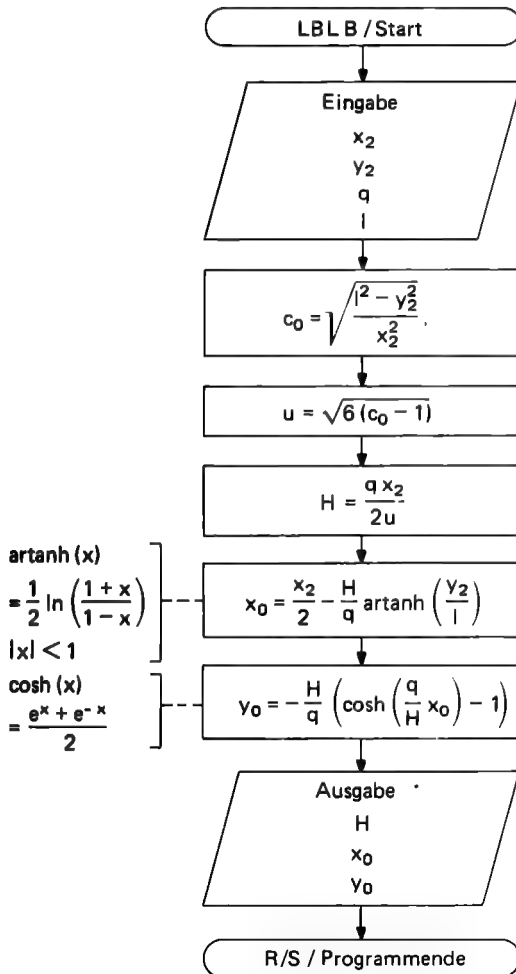 LBL B / Start
Eingabe
x₂
y₂
q
l
c₀ = √((l² − y₂²) / x₂²)
u = √(6 (c₀ − 1))
H = q x₂ / 2u
artanh (x)
= 1/2 ln ((1 + x) / (1 − x))
|x| < 1
x₀ = x₂/2 − H/q artanh (y₂/l)
cosh (x)
= (eˣ + e⁻ˣ) / 2
y₀ = − H/q (cosh (q/H x₀) − 1)
Ausgabe
H
x₀
y₀
R/S / Programmende